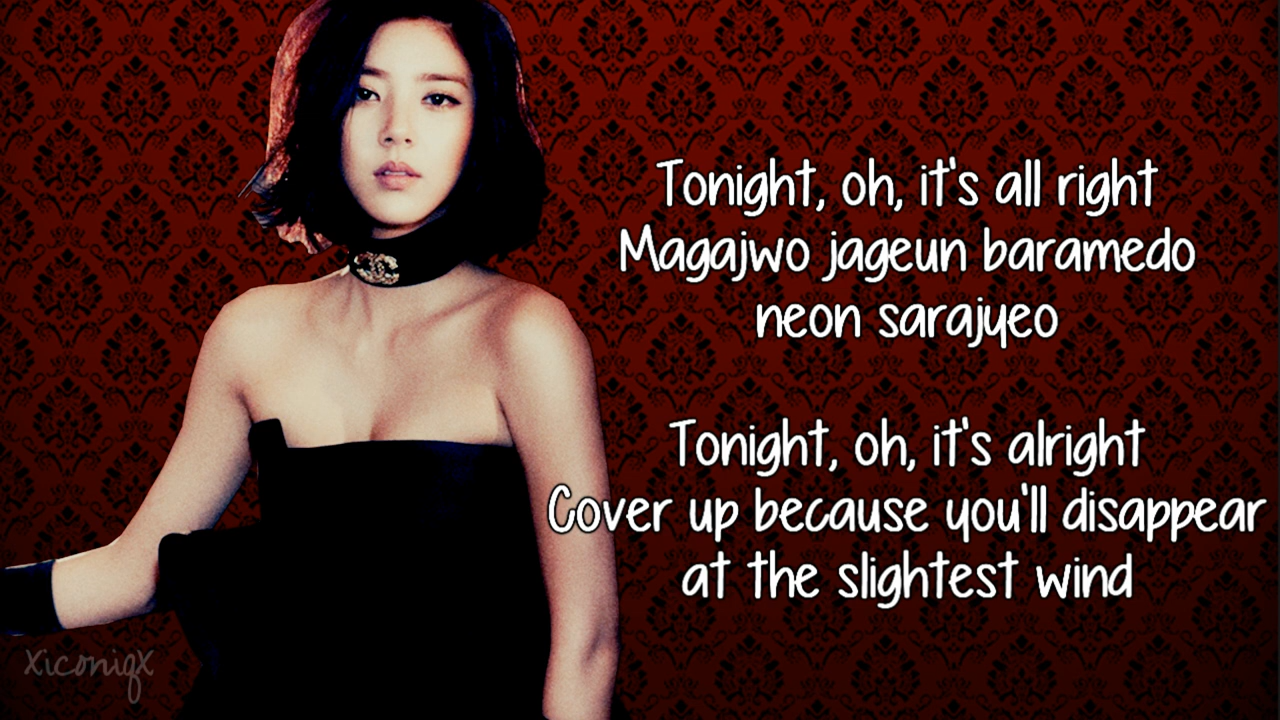 Tonight, oh, it's all right
Magajwo jageun baramedo
neon sarajyeo
Tonight, oh, it's alright
Cover up because you'll disappear
at the slightest wind
xiconiqx